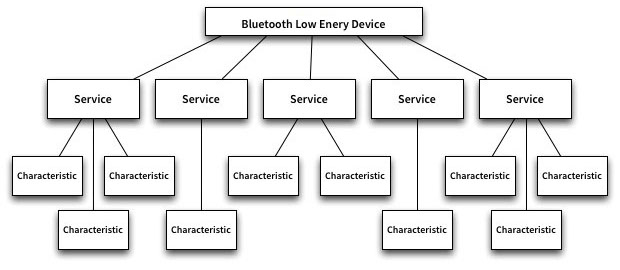 Bluetooth Low Enery Device
Service
Service
Service
Service
Service
Characteristic
Characteristic
Characteristic
Characteristic
Characteristic
Characteristic
Characteristic
Characteristic
Characteristic
Characteristic